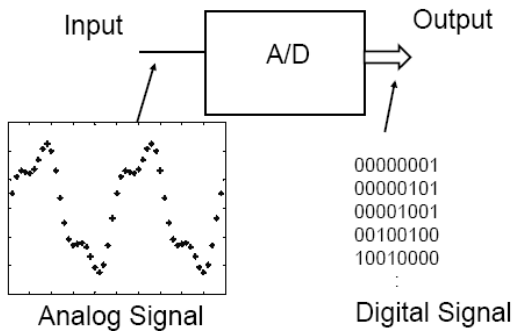 Input
A/D
Output
00000001
00000101
00001001
00100100
10010000
:
Analog Signal
Digital Signal